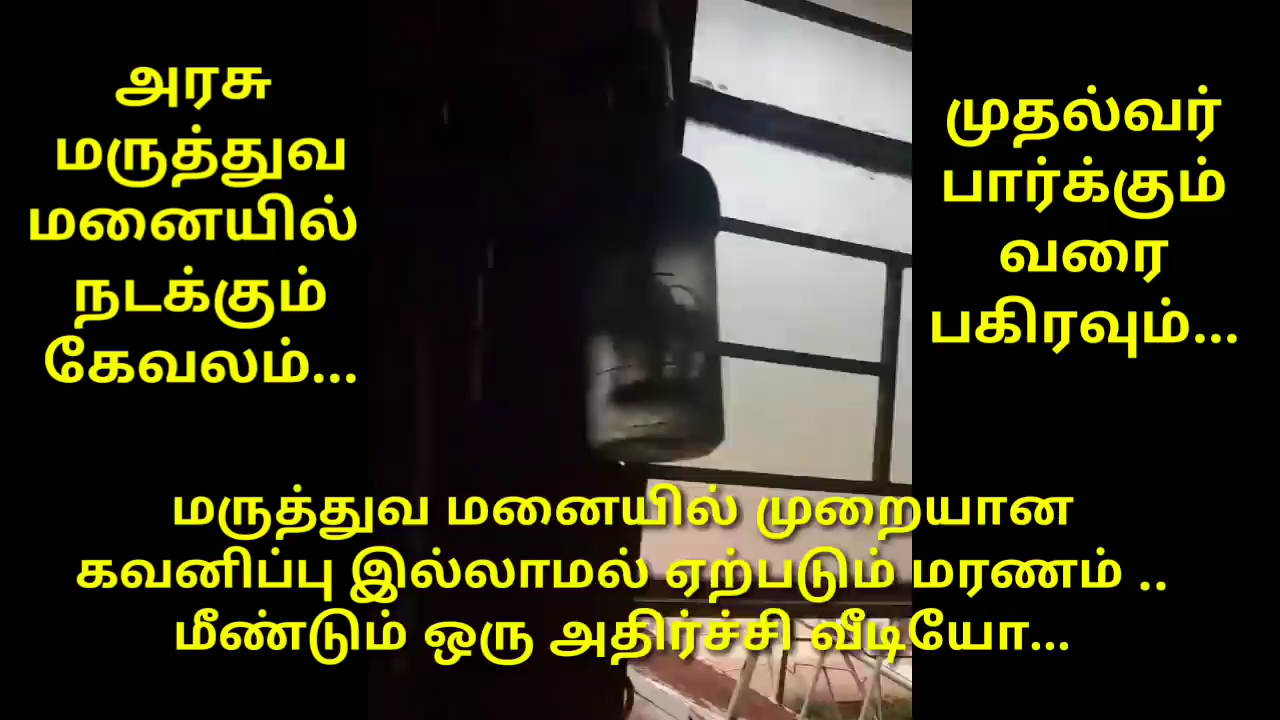 அரசு
மருத்துவ
மனையில்
நடக்கும்
கேவலம்...
முதல்வர்
பார்க்கும்
வரை
பகிரவும்...
மருத்துவ மனையில் முறையான
கவனிப்பு இல்லாமல் ஏற்படும் மரணம் ..
மீண்டும் ஒரு அதிர்ச்சி வீடியோ...